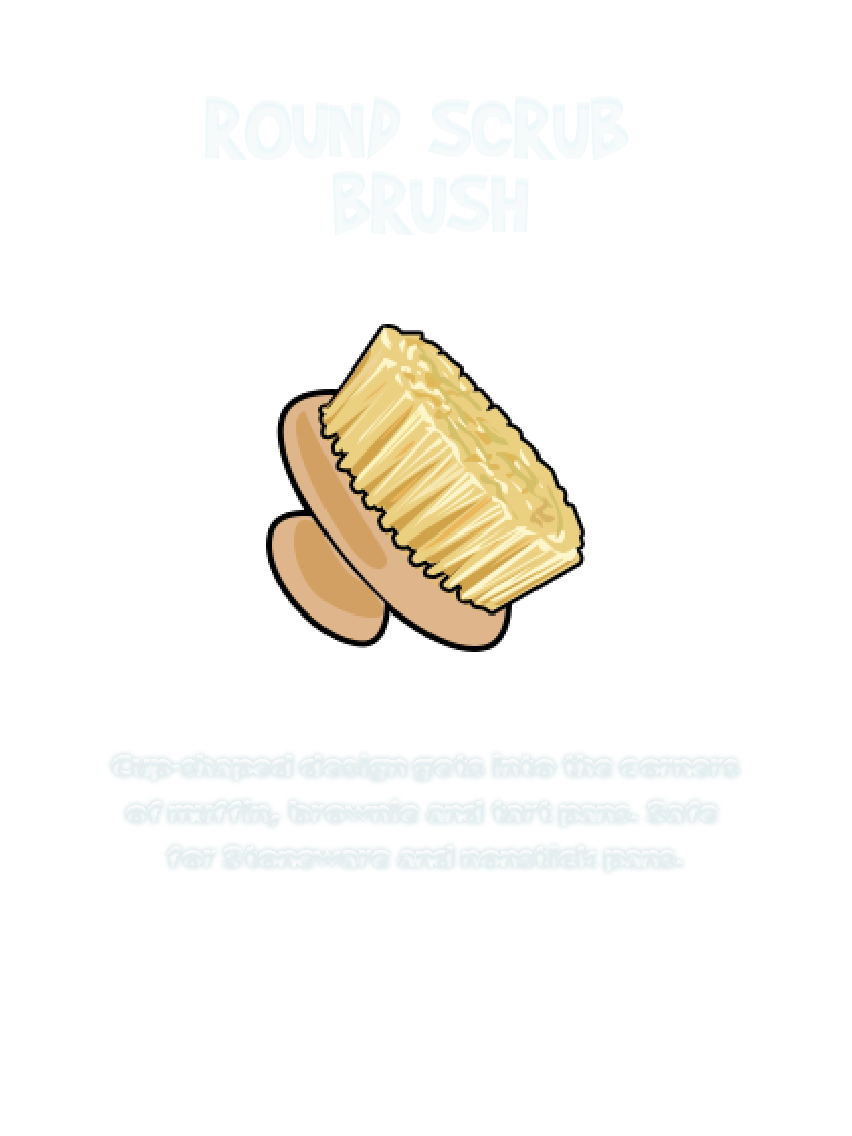 ROUND SCRUB
BRUSH
Cup-shaped design gets into the corners
of muffin, brownie and tart pans. Safe
for Stoneware and nonstick pans.